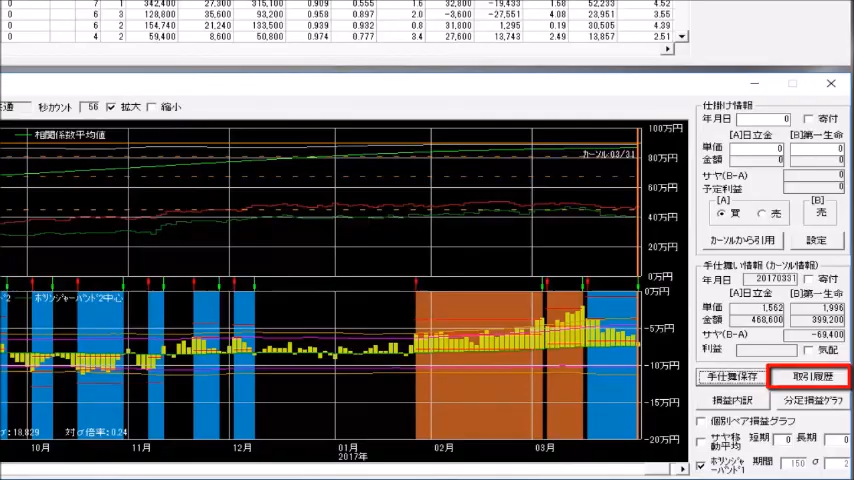 7 1 342,400 27,300 315,100 0.909 0.555 1.6 32,800 -19,433 1.68 52,233 4.52
6 3 128,800 35,600 93,200 0.958 0.897 2.0 -3,600 -27,551 4.08 23,951 3.55
6 2 154,740 21,240 133,500 0.939 0.932 0.8 31,800 1,295 0.19 30,505 4.39
4 2 59,400 8,600 50,800 0.974 0.777 3.4 27,600 13,743 2.49 13,857 2.51
秒カウント 56 拡大 縮小
相関係数平均値
カーソル:03/31
100万円
80万円
60万円
40万円
20万円
0万円
ボリンジャーバンド2中心
0万円
-5万円
-10万円
-15万円
-20万円
σ:18,829 対σ倍率:0.24
10月 11月 12月 01月 02月 03月
2017年
仕掛け情報
年月日 0 寄付
[A]日立金 [B]第一生命
単価 0 0
金額 0 0
サヤ(B-A) 0
予定利益 0
[A] [B]
買 売 売
カーソルから引用 設定
手仕舞い情報(カーソル情報)
年月日 20170331 寄付
[A]日立金 [B]第一生命
単価 1,562 1,996
金額 468,600 399,200
サヤ(B-A) -69,400
利益 気配
手仕舞保存 取引履歴
損益内訳 分足損益グラフ
個別ペア損益グラフ
サヤ移動平均 短期 0 長期 0
ボリンジャーバンド1 期間 150 σ 2